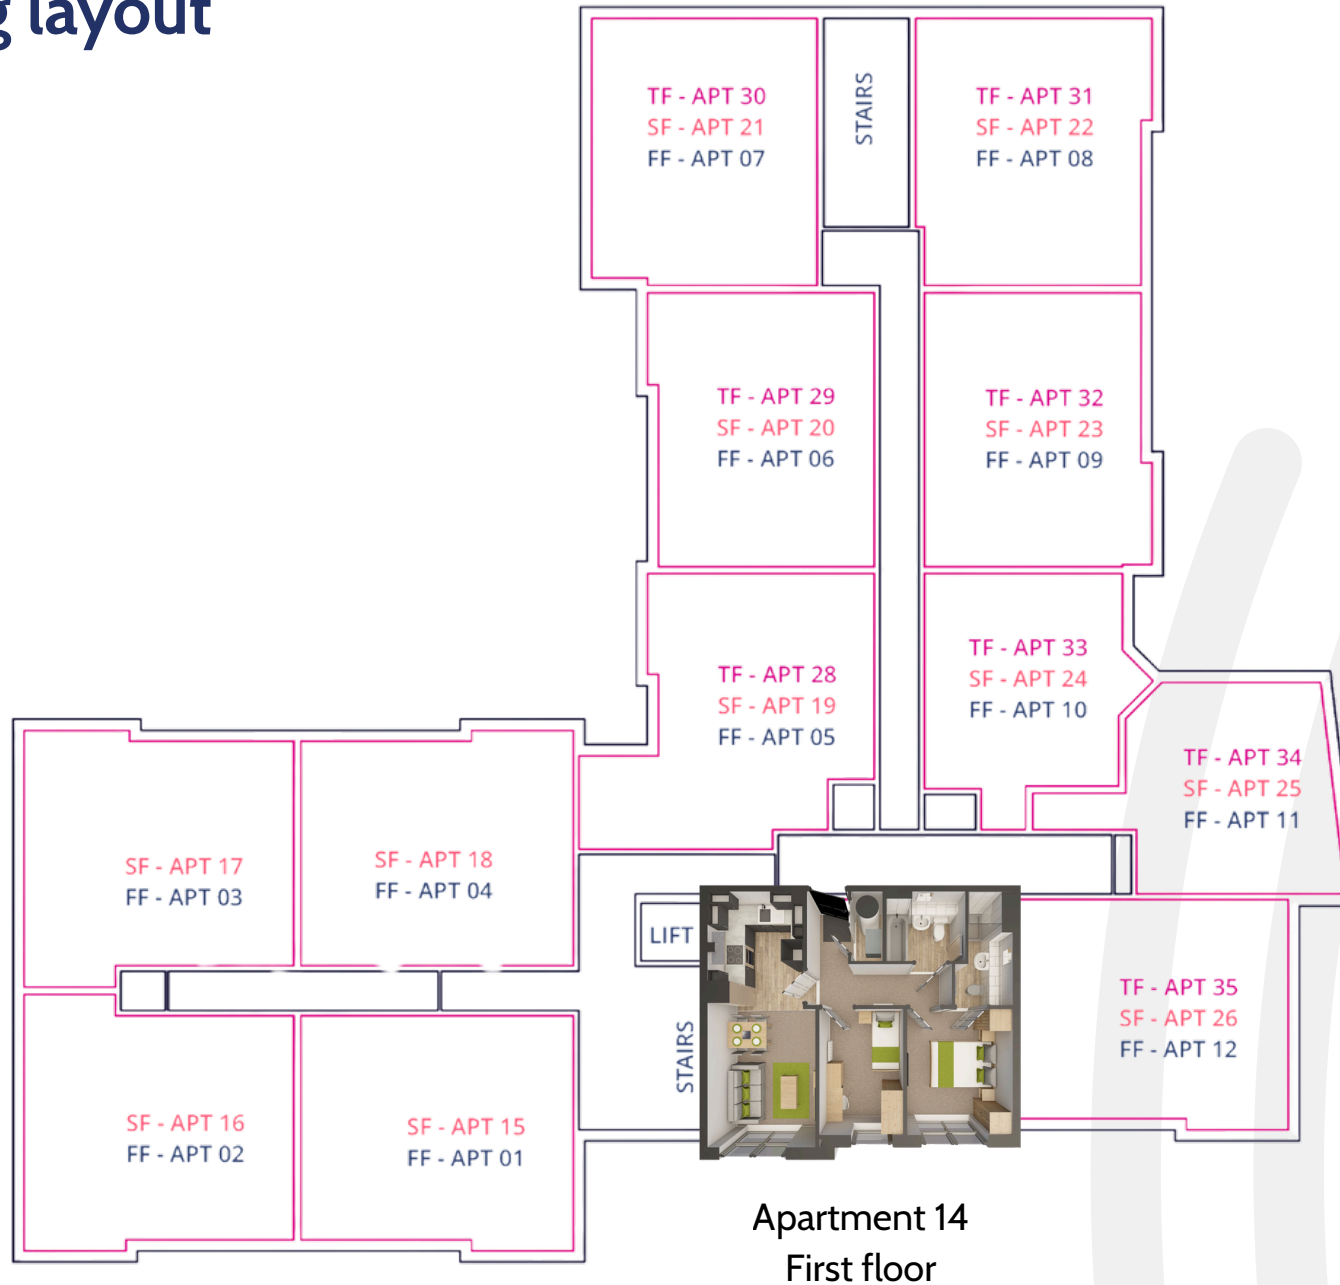 g layout
TF - APT 30
SF - APT 21
FF - APT 07
STAIRS
TF - APT 31
SF - APT 22
FF - APT 08
TF - APT 29
SF - APT 20
FF - APT 06
TF - APT 32
SF - APT 23
FF - APT 09
TF - APT 28
SF - APT 19
FF - APT 05
TF - APT 33
SF - APT 24
FF - APT 10
TF - APT 34
SF - APT 25
FF - APT 11
SF - APT 17
FF - APT 03
SF - APT 18
FF - APT 04
LIFT
STAIRS
TF - APT 35
SF - APT 26
FF - APT 12
SF - APT 16
FF - APT 02
SF - APT 15
FF - APT 01
Apartment 14
First floor